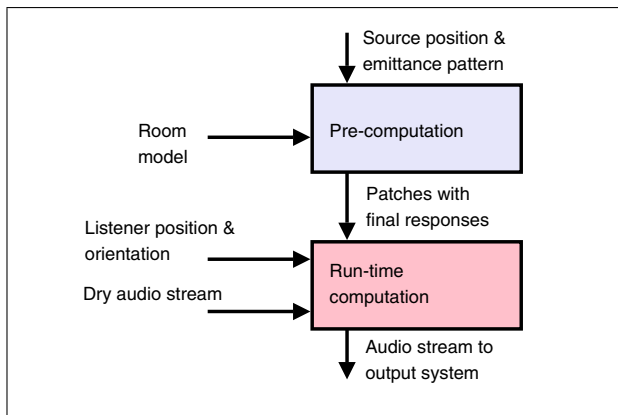 Source position &
emittance pattern
Pre-computation
Room
model
Patches with
final responses
Listener position &
orientation
Run-time
computation
Dry audio stream
Audio stream to
output system